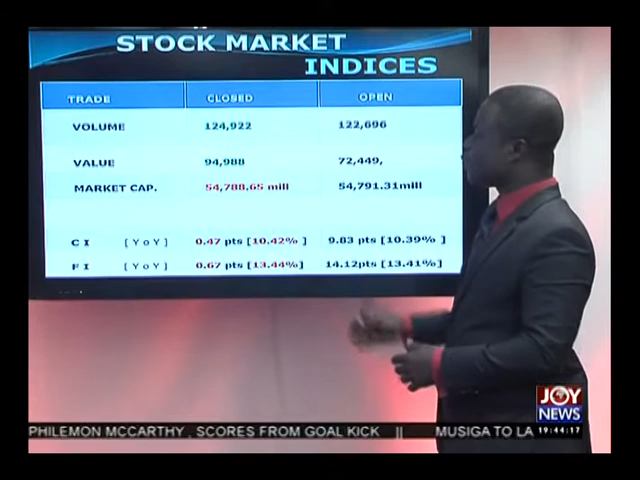 STOCK MARKET
INDICES
TRADE CLOSED OPEN
VOLUME 124,922 122,696
VALUE 94,988 72,449,
MARKET CAP. 54,788.65 mill 54,791.31mill
C I [ Y o Y ] 0.47 pts [10.42% ] 9.83 pts [10.39% ]
F I [ Y o Y ] 0.67 pts [13.44%] 14.12pts [13.41%]
JOY
NEWS
19:44:17
PHILEMON MCCARTHY , SCORES FROM GOAL KICK || MUSIGA TO LA